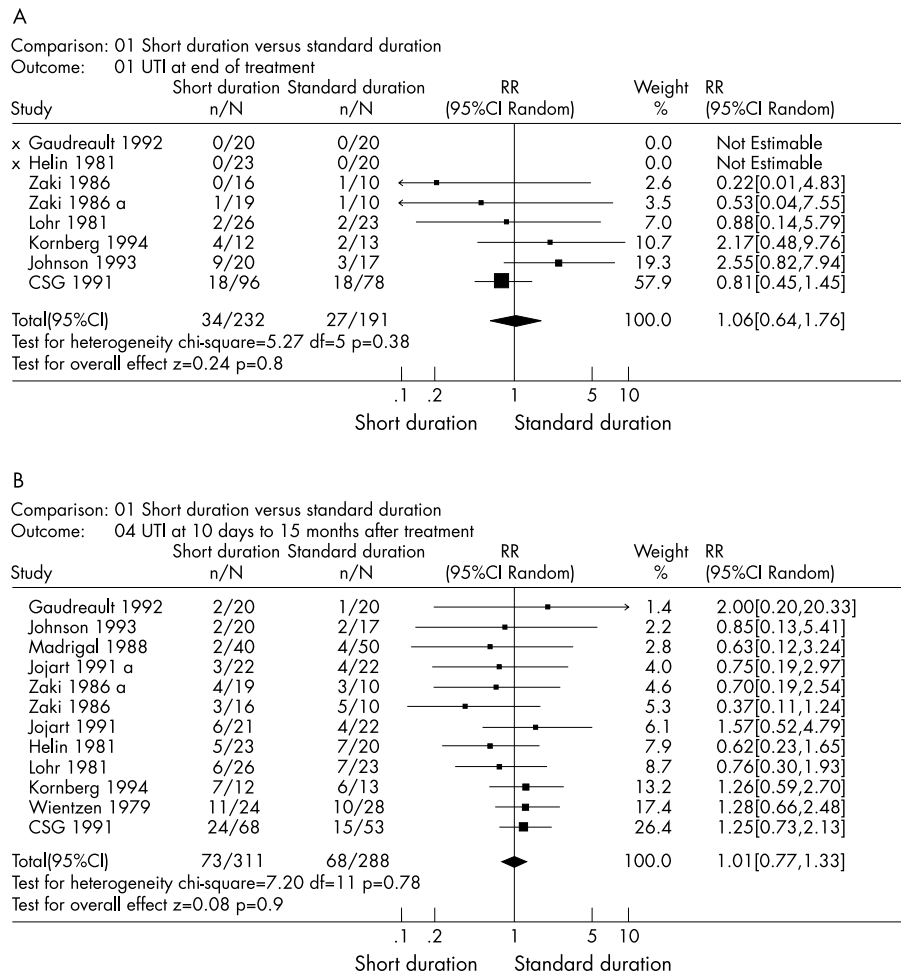 A
Comparison: 01 Short duration versus standard duration
Outcome: 01 UTI at end of treatment
Short duration Standard duration RR Weight RR
Study n/N n/N (95%CI Random) % (95%CI Random)
x Gaudreault 1992 0/20 0/20 0.0 Not Estimable
x Helin 1981 0/23 0/20 0.0 Not Estimable
Zaki 1986 0/16 1/10 2.6 0.22[0.01,4.83]
Zaki 1986 a 1/19 1/10 3.5 0.53[0.04,7.55]
Lohr 1981 2/26 2/23 7.0 0.88[0.14,5.79]
Kornberg 1994 4/12 2/13 10.7 2.17[0.48,9.76]
Johnson 1993 9/20 3/17 19.3 2.55[0.82,7.94]
CSG 1991 18/96 18/78 57.9 0.81[0.45,1.45]
Total(95%CI) 34/232 27/191 100.0 1.06[0.64,1.76]
Test for heterogeneity chi-square=5.27 df=5 p=0.38
Test for overall effect z=0.24 p=0.8
.1 .2 1 5 10
Short duration Standard duration
B
Comparison: 01 Short duration versus standard duration
Outcome: 04 UTI at 10 days to 15 months after treatment
Short duration Standard duration RR Weight RR
Study n/N n/N (95%CI Random) % (95%CI Random)
Gaudreault 1992 2/20 1/20 1.4 2.00[0.20,20.33]
Johnson 1993 2/20 2/17 2.2 0.85[0.13,5.41]
Madrigal 1988 2/40 4/50 2.8 0.63[0.12,3.24]
Jojart 1991 a 3/22 4/22 4.0 0.75[0.19,2.97]
Zaki 1986 a 4/19 3/10 4.6 0.70[0.19,2.54]
Zaki 1986 3/16 5/10 5.3 0.37[0.11,1.24]
Jojart 1991 6/21 4/22 6.1 1.57[0.52,4.79]
Helin 1981 5/23 7/20 7.9 0.62[0.23,1.65]
Lohr 1981 6/26 7/23 8.7 0.76[0.30,1.93]
Kornberg 1994 7/12 6/13 13.2 1.26[0.59,2.70]
Wientzen 1979 11/24 10/28 17.4 1.28[0.66,2.48]
CSG 1991 24/68 15/53 26.4 1.25[0.73,2.13]
Total(95%CI) 73/311 68/288 100.0 1.01[0.77,1.33]
Test for heterogeneity chi-square=7.20 df=11 p=0.78
Test for overall effect z=0.08 p=0.9
.1 .2 1 5 10
Short duration Standard duration